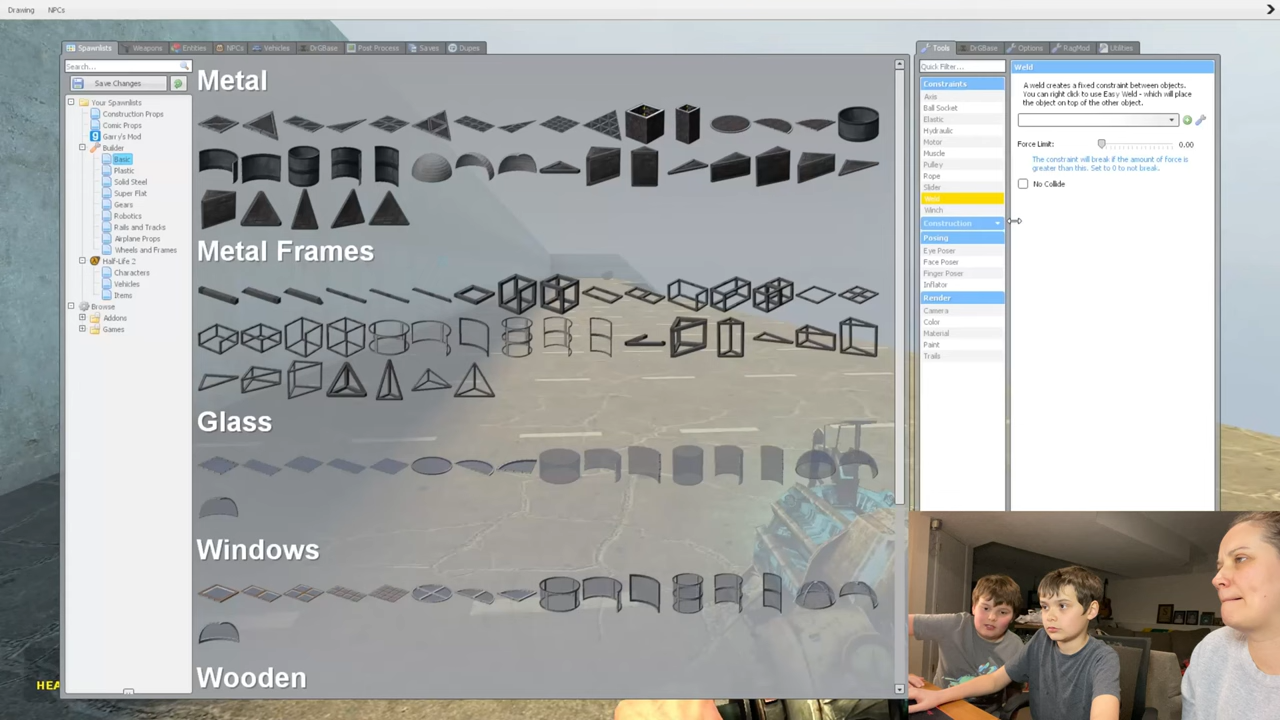 Drawing NPCs
Spawnlists Weapons Entities NPCs Vehicles DrGBase Post Process Saves Dupes
Search...
Save Changes
Your Spawnlists
Construction Props
Comic Props
Garry's Mod
Builder
Basic
Plastic
Solid Steel
Super Flat
Gears
Robotics
Rails and Tracks
Airplane Props
Wheels and Frames
Half-Life 2
Characters
Vehicles
Items
Browse
Addons
Games
Metal
Metal Frames
Glass
Windows
Wooden
HEA
Tools DrGBase Options RagMod Utilities
Quick Filter...
Constraints
Axis
Ball Socket
Elastic
Hydraulic
Motor
Muscle
Pulley
Rope
Slider
Weld
Winch
Construction
Posing
Eye Poser
Face Poser
Finger Poser
Inflator
Render
Camera
Color
Material
Paint
Trails
Weld
A weld creates a fixed constraint between objects.
You can right click to use Easy Weld - which will place
the object on top of the other object.
Force Limit: 0.00
The constraint will break if the amount of force is
greater than this. Set to 0 to not break.
No Collide